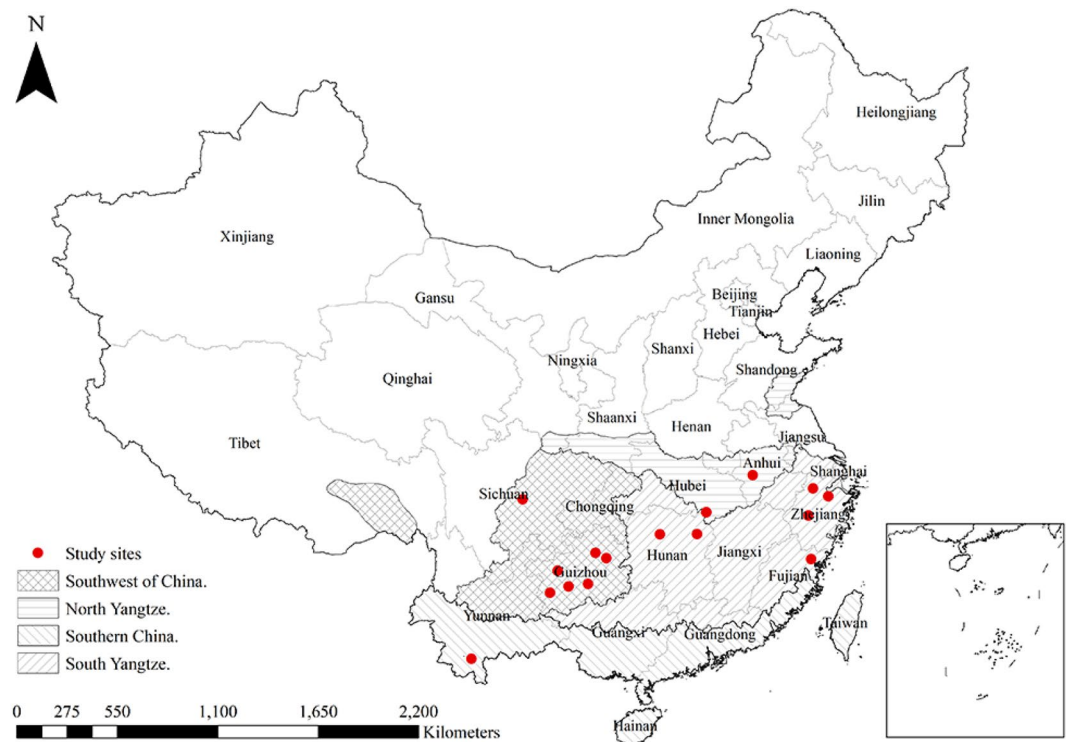 N
Heilongjiang
Jilin
Inner Mongolia
Xinjiang
Liaoning
Beijing
Gansu
Tianjin
Hebei
Shanxi
Ningxia
Shandong
Qinghai
Shaanxi
Henan
Jiangsu
Tibet
Anhui
Shanghai
Hubei
Sichuan
Chongqing
Zhejiang
Hunan
Jiangxi
Guizhou
Fujian
Yunnan
Taiwan
Guangxi
Guangdong
Hainan
Study sites
Southwest of China.
North Yangtze.
Southern China.
South Yangtze.
0 275 550 1,100 1,650 2,200
Kilometers